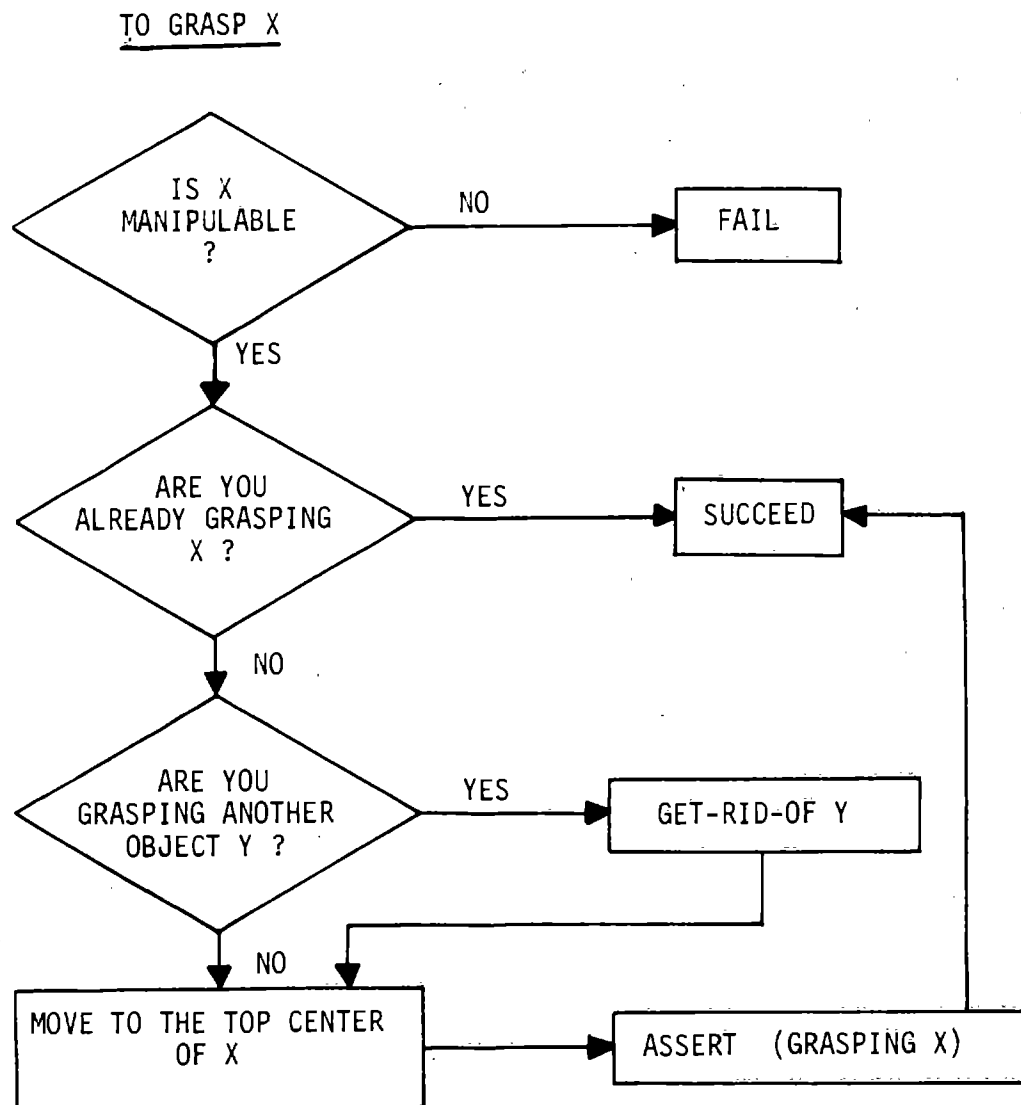 TO GRASP X
IS X
MANIPULABLE
?
NO
FAIL
YES
ARE YOU
ALREADY GRASPING
X ?
YES
SUCCEED
NO
ARE YOU
GRASPING ANOTHER
OBJECT Y ?
YES
GET-RID-OF Y
NO
MOVE TO THE TOP CENTER
OF X
ASSERT (GRASPING X)